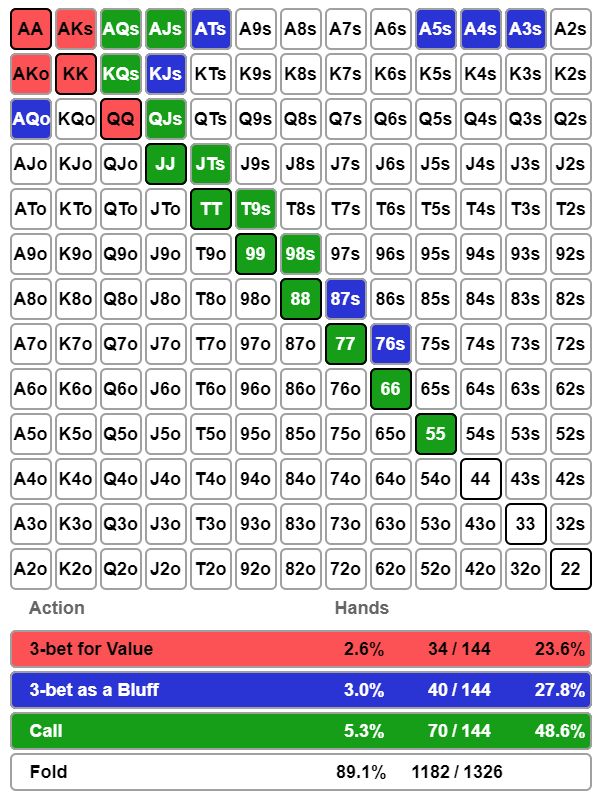 AA AKs AQs AJs ATs A9s A8s A7s A6s A5s A4s A3s A2s
AKo KK KQs KJs KTs K9s K8s K7s K6s K5s K4s K3s K2s
AQo KQo QQ QJs QTs Q9s Q8s Q7s Q6s Q5s Q4s Q3s Q2s
AJo KJo QJo JJ JTs J9s J8s J7s J6s J5s J4s J3s J2s
ATo KTo QTo JTo TT T9s T8s T7s T6s T5s T4s T3s T2s
A9o K9o Q9o J9o T9o 99 98s 97s 96s 95s 94s 93s 92s
A8o K8o Q8o J8o T8o 98o 88 87s 86s 85s 84s 83s 82s
A7o K7o Q7o J7o T7o 97o 87o 77 76s 75s 74s 73s 72s
A6o K6o Q6o J6o T6o 96o 86o 76o 66 65s 64s 63s 62s
A5o K5o Q5o J5o T5o 95o 85o 75o 65o 55 54s 53s 52s
A4o K4o Q4o J4o T4o 94o 84o 74o 64o 54o 44 43s 42s
A3o K3o Q3o J3o T3o 93o 83o 73o 63o 53o 43o 33 32s
A2o K2o Q2o J2o T2o 92o 82o 72o 62o 52o 42o 32o 22
Action Hands
3-bet for Value 2.6% 34 / 144 23.6%
3-bet as a Bluff 3.0% 40 / 144 27.8%
Call 5.3% 70 / 144 48.6%
Fold 89.1% 1182 / 1326